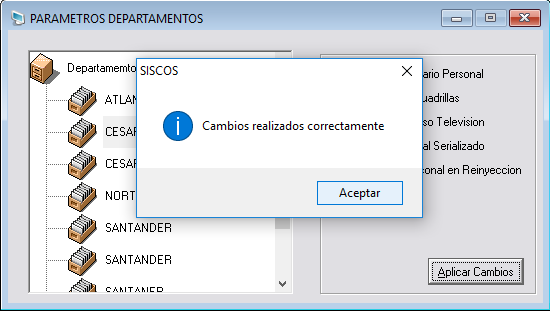 PARAMETROS DEPARTAMENTOS
Departamento
SISCOS
Cambios realizados correctamente
Aceptar
ATLAN
CESAR
CESAR
NORT
SANTANDER
SANTANDER
SANTANER
ario Personal
uadrillas
so Television
al Serializado
onal en Reinyeccion
Aplicar Cambios